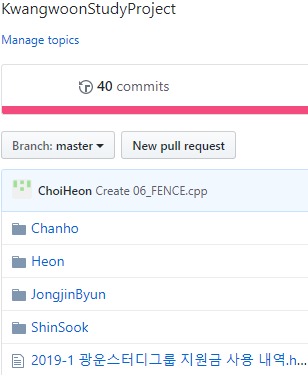 KwangwoonStudyProject
Manage topics
40 commits
Branch: master New pull request
ChoiHeon Create 06_FENCE.cpp
Chanho
Heon
JongjinByun
ShinSook
2019-1 광운스터디그룹 지원금 사용 내역.h...